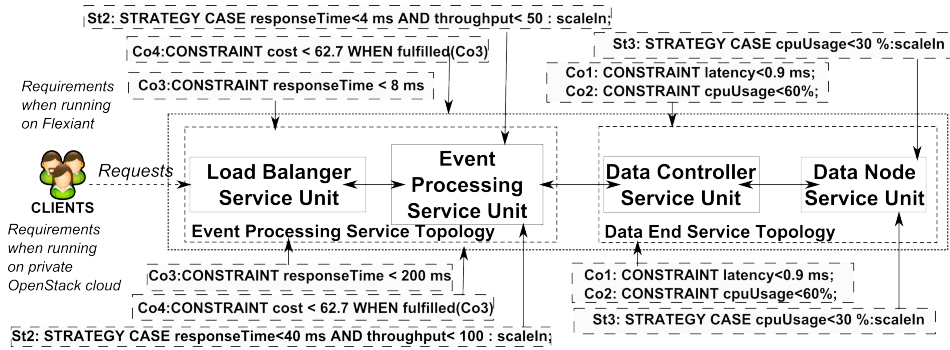 St2: STRATEGY CASE responseTime<4 ms AND throughput< 50 : scaleIn;
Co4:CONSTRAINT cost < 62.7 WHEN fulfilled(Co3)
St3: STRATEGY CASE cpuUsage<30 %:scaleIn
Co3:CONSTRAINT responseTime < 8 ms
Co1: CONSTRAINT latency<0.9 ms;
Co2: CONSTRAINT cpuUsage<60%;
Requirements
when running
on Flexiant
Requests
CLIENTS
Load Balanger
Service Unit
Event
Processing
Service Unit
Data Controller
Service Unit
Data Node
Service Unit
Event Processing Service Topology
Data End Service Topology
Requirements
when running
on private
OpenStack cloud
Co3:CONSTRAINT responseTime < 200 ms
Co4:CONSTRAINT cost < 62.7 WHEN fulfilled(Co3)
St2: STRATEGY CASE responseTime<40 ms AND throughput< 100 : scaleIn;
Co1: CONSTRAINT latency<0.9 ms;
Co2: CONSTRAINT cpuUsage<60%;
St3: STRATEGY CASE cpuUsage<30 %:scaleIn